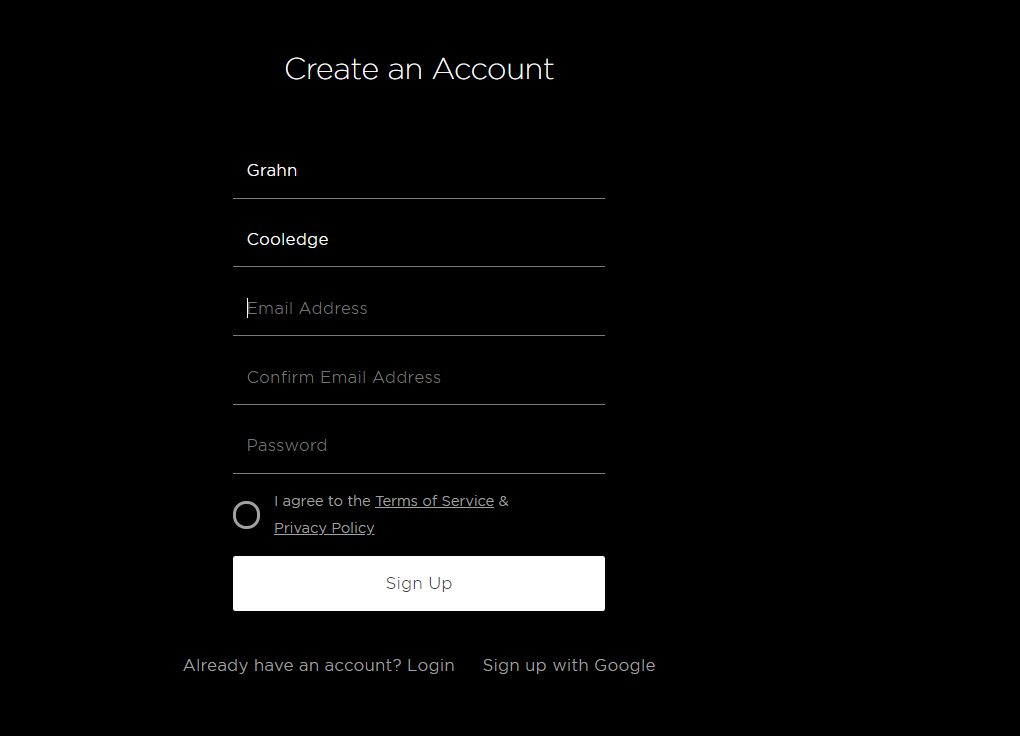 Create an Account
Grahn
Cooledge
Email Address
Confirm Email Address
Password
I agree to the Terms of Service &
Privacy Policy
Sign Up
Already have an account? Login Sign up with Google